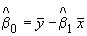 β̂₀ = y̅ − β̂₁ x̅